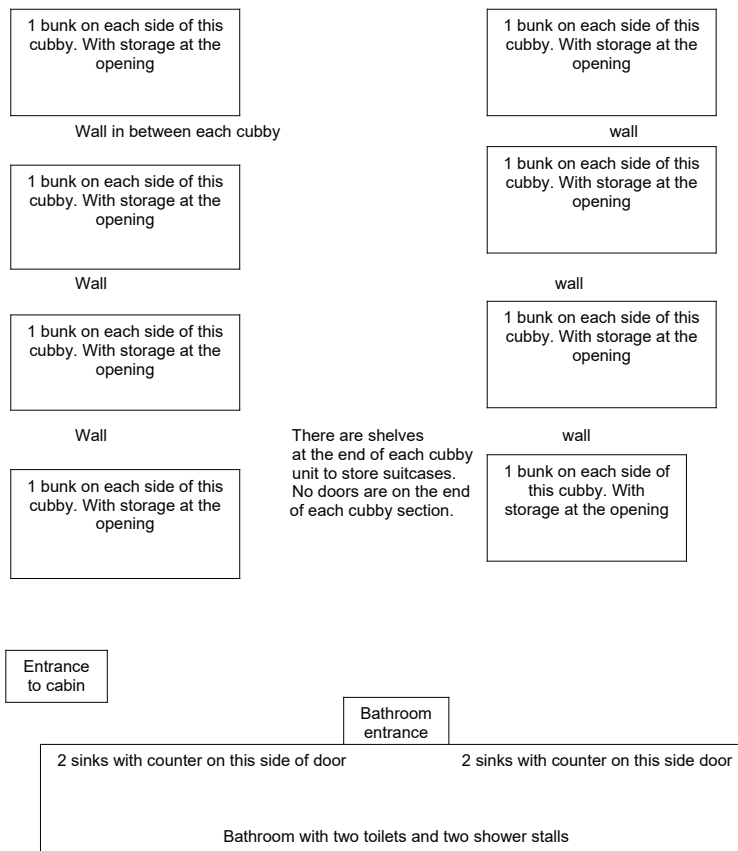 1 bunk on each side of this
cubby. With storage at the
opening
1 bunk on each side of this
cubby. With storage at the
opening
Wall in between each cubby
wall
1 bunk on each side of this
cubby. With storage at the
opening
1 bunk on each side of this
cubby. With storage at the
opening
Wall
wall
1 bunk on each side of this
cubby. With storage at the
opening
1 bunk on each side of this
cubby. With storage at the
opening
Wall
There are shelves
at the end of each cubby
unit to store suitcases.
No doors are on the end
of each cubby section.
wall
1 bunk on each side of this
cubby. With storage at the
opening
1 bunk on each side of
this cubby. With
storage at the opening
Entrance
to cabin
Bathroom
entrance
2 sinks with counter on this side of door
2 sinks with counter on this side door
Bathroom with two toilets and two shower stalls